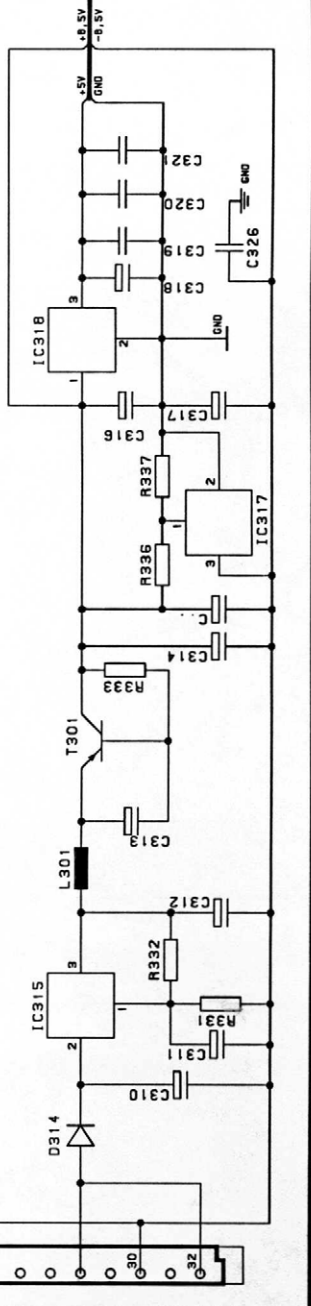 +8,5V
-8,5V
+5V
GND
C321
C320
C319
C318
GND
C326
3
IC318
2
1
GND
C316
C317
R337
2
1
IC317
R336
3
C
C314
R333
T301
C313
L301
C312
R332
3
IC315
1
2
R331
C311
C310
D314
30
32